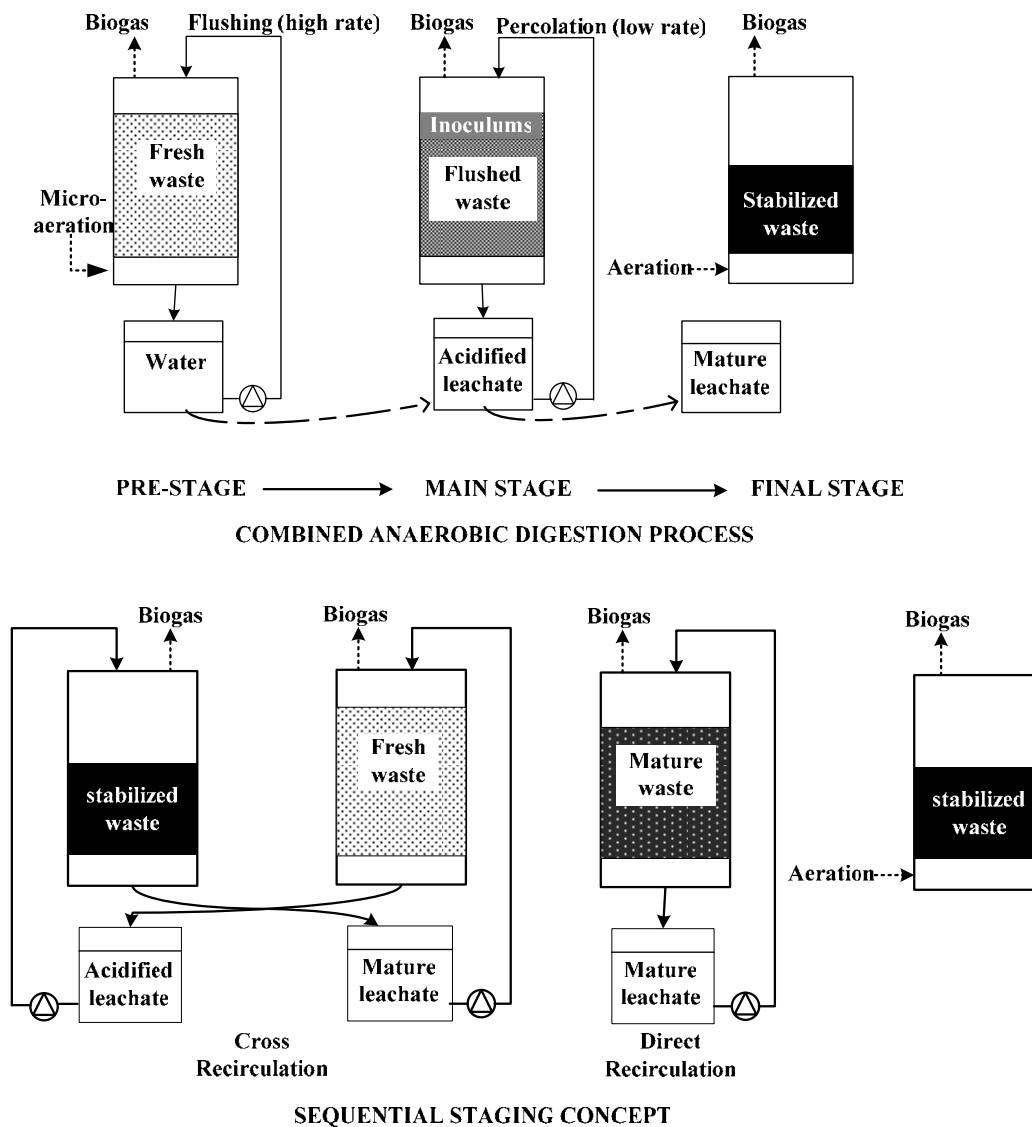 Biogas
Flushing (high rate)
Biogas
Percolation (low rate)
Biogas
Fresh
waste
Inoculums
Flushed
waste
Micro-
aeration
Stabilized
waste
Aeration
Water
Acidified
leachate
Mature
leachate
PRE-STAGE
MAIN STAGE
FINAL STAGE
COMBINED ANAEROBIC DIGESTION PROCESS
Biogas
Biogas
Biogas
Biogas
stabilized
waste
Fresh
waste
Mature
waste
stabilized
waste
Aeration
Acidified
leachate
Mature
leachate
Mature
leachate
Cross
Recirculation
Direct
Recirculation
SEQUENTIAL STAGING CONCEPT